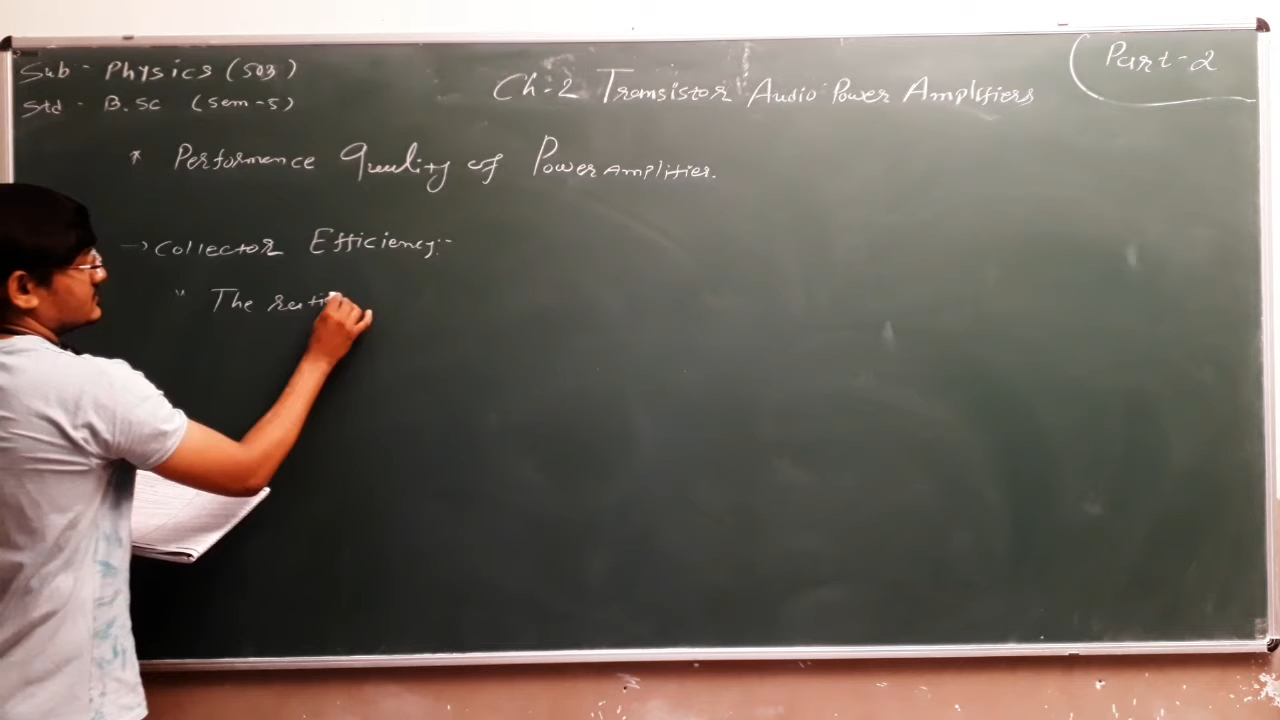 Sub - Physics (503)
Std - B.Sc (Sem-5)
Ch-2 Transistor Audio Power Amplifiers
Part-2
* Performance Quality of Power amplifier.
→ Collector Efficiency:-
" The ratio